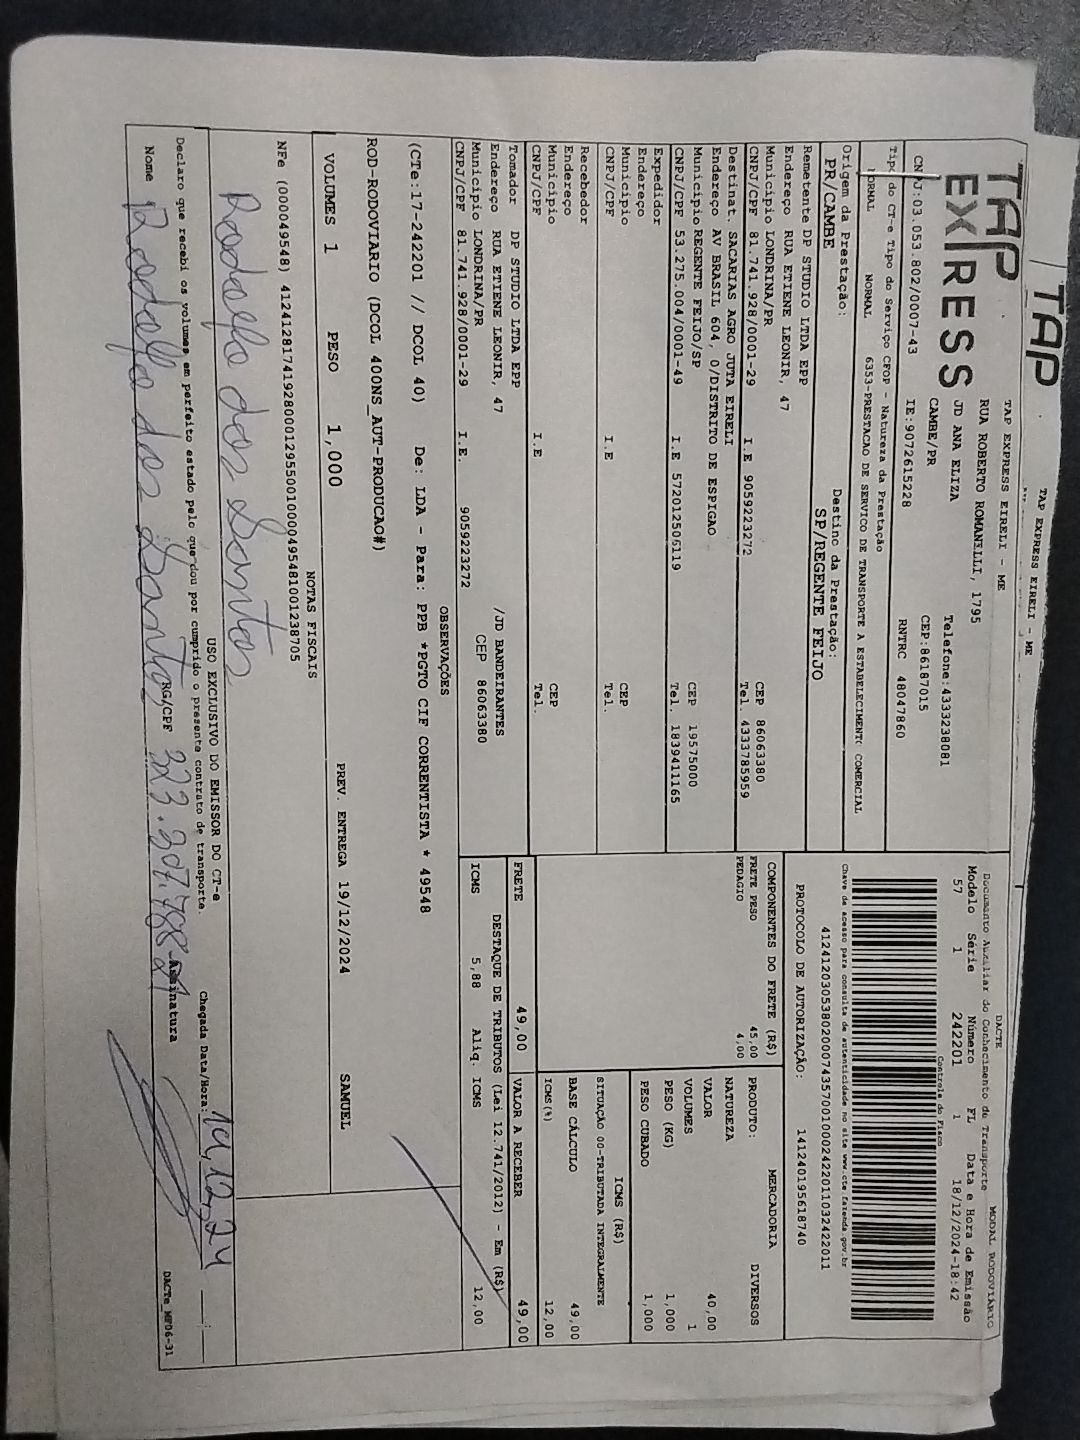 TAP
TAP EXPRESS EIRELI - ME
TAP
EXPRESS
TAP EXPRESS EIRELI - ME
RUA ROBERTO ROMANELLI, 1795
JD ANA ELIZA
CAMBE/PR
Telefone:4333238081
CEP:86187015
CNPJ:03.053.802/0007-43
IE:9072615228
RNTRC 48047860
Tipo do CT-e Tipo do Serviço CFOP - Natureza da Prestação
NORMAL NORMAL 6353-PRESTACAO DE SERVICO DE TRANSPORTE A ESTABELECIMENTO COMERCIAL
Origem da Prestação:
PR/CAMBE
Destino da Prestação:
SP/REGENTE FEIJO
DACTE
Documento Auxiliar do Conhecimento de Transporte
MODAL RODOVIÁRIO
Modelo Série Número FL Data e Hora de Emissão
57 1 242201 1 18/12/2024-18:42
Controle do Fisco
Chave de acesso para consulta de autenticidade no site www.cte.fazenda.gov.br
PROTOCOLO DE AUTORIZAÇÃO: 141240195618740
Remetente DP STUDIO LTDA EPP
Endereço RUA ETIENE LEONIR, 47
Município LONDRINA/PR CEP 86063380
CNPJ/CPF 81.741.928/0001-29 I.E 9059223272 Tel. 4333785959
Destinat. SACARIAS AGRO JUTA EIRELI
Endereço AV BRASIL 604, 0/DISTRITO DE ESPIGAO
Município REGENTE FEIJO/SP CEP 19575000
CNPJ/CPF 53.275.004/0001-49 I.E 572012506119 Tel. 18394111165
Expedidor
Endereço
Município CEP
CNPJ/CPF I.E Tel.
Recebedor
Endereço
Município CEP
CNPJ/CPF I.E Tel.
Tomador DP STUDIO LTDA EPP
Endereço RUA ETIENE LEONIR, 47 /JD BANDEIRANTES
Município LONDRINA/PR CEP 86063380
CNPJ/CPF 81.741.928/0001-29 I.E. 9059223272
COMPONENTES DO FRETE (R$)
FRETE PESO 45,00
PEDAGIO 4,00
PRODUTO: MERCADORIA
NATUREZA DIVERSOS
VALOR 40,00
VOLUMES 1
PESO (KG) 1,000
PESO CUBADO 1,000
ICMS (R$)
SITUAÇÃO 00-TRIBUTADA INTEGRALMENTE
BASE CÁLCULO 49,00
ICMS(%) 12,00
FRETE 49,00 VALOR A RECEBER 49,00
DESTAQUE DE TRIBUTOS (Lei 12.741/2012) - Em (R$)
ICMS 5,88 Aliq. ICMS 12,00
OBSERVAÇÕES
(CTe:17-242201 // DCOL 40) De: LDA - Para: PPB *PGTO CIF CORRENTISTA * 49548
ROD-RODOVIARIO (DCOL 400NS_AUT-PRODUCAO#)
VOLUMES 1 PESO 1,000 PREV. ENTREGA 19/12/2024 SAMUEL
NOTAS FISCAIS
USO EXCLUSIVO DO EMISSOR DO CT-e
Rodolfo dos Santos
Declaro que recebi os volumes em perfeito estado pelo que dou por cumprido o presente contrato de transporte.
Chegada Data/Hora: 19/12/24
Nome Rodolfo dos Santos RG/CPF Assinatura
DACTe_MF06-31